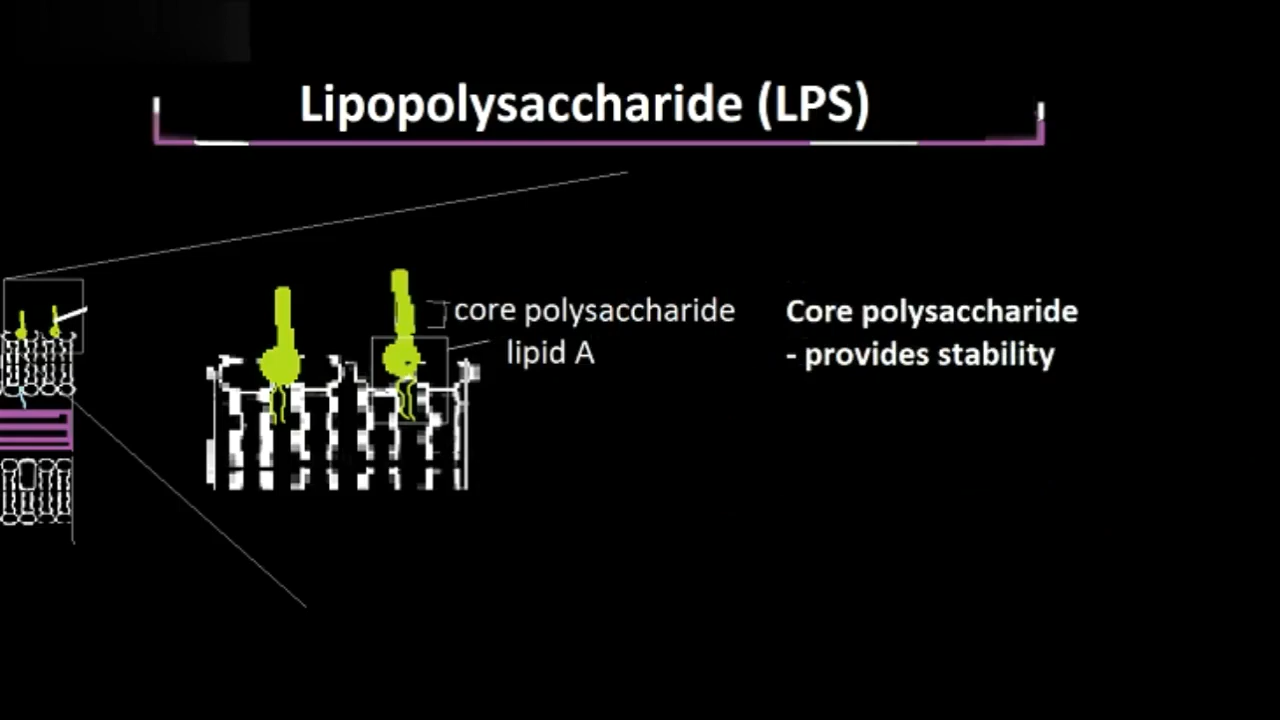 Lipopolysaccharide (LPS)
core polysaccharide
lipid A
Core polysaccharide
- provides stability